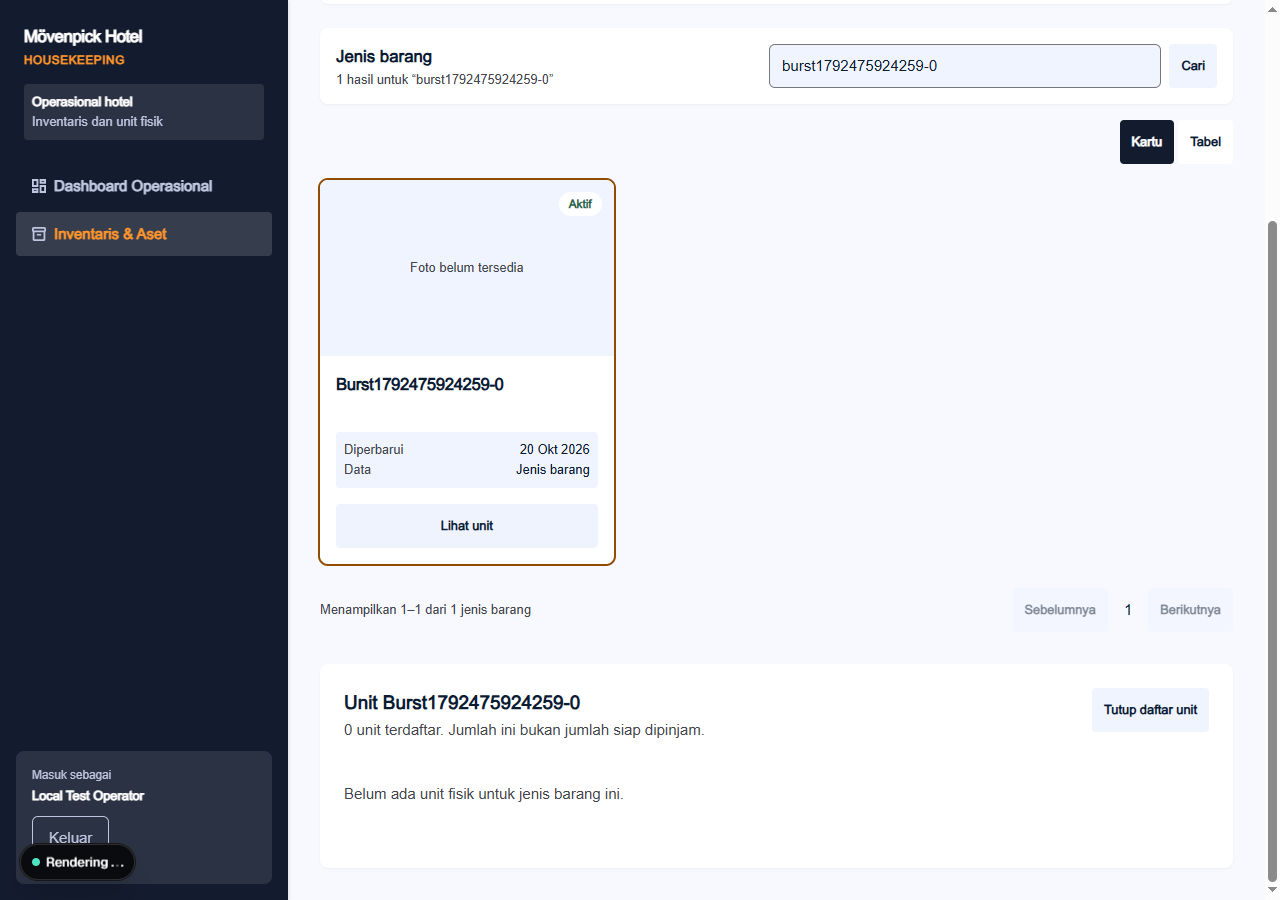 Mövenpick Hotel
HOUSEKEEPING
Operasional hotel
Inventaris dan unit fisik
Dashboard Operasional
Inventaris & Aset
Masuk sebagai
Local Test Operator
Keluar
Rendering ...
Jenis barang
1 hasil untuk “burst1792475924259-0”
burst1792475924259-0
Cari
Kartu
Tabel
Aktif
Foto belum tersedia
Burst1792475924259-0
Diperbarui 20 Okt 2026
Data Jenis barang
Lihat unit
Menampilkan 1–1 dari 1 jenis barang
Sebelumnya 1 Berikutnya
Unit Burst1792475924259-0
0 unit terdaftar. Jumlah ini bukan jumlah siap dipinjam.
Tutup daftar unit
Belum ada unit fisik untuk jenis barang ini.